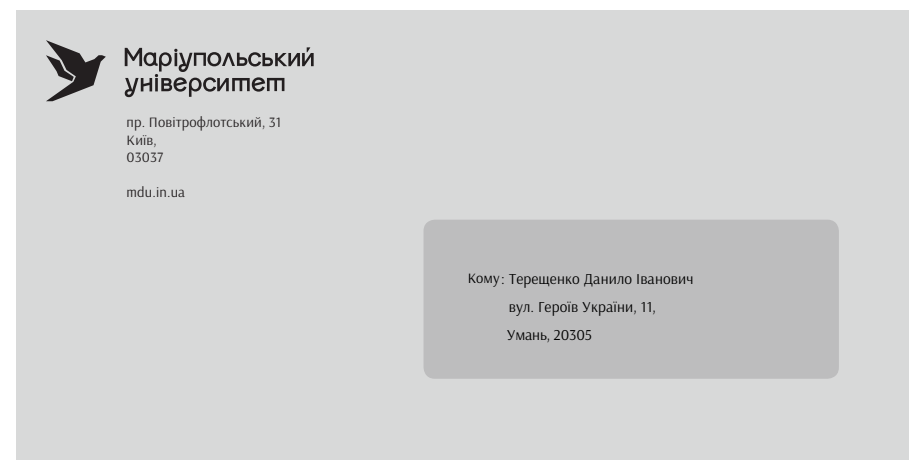 Маріупольський
університет
пр. Повітрофлотський, 31
Київ,
03037
mdu.in.ua
Кому: Терещенко Данило Іванович
вул. Героїв України, 11,
Умань, 20305